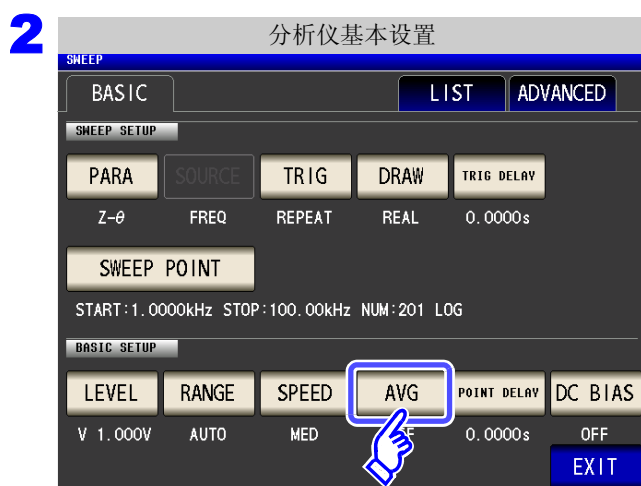 2
分析仪基本设置
SWEEP
BASIC LIST ADVANCED
SWEEP SETUP
PARA SOURCE TRIG DRAW TRIG DELAY
Z-θ FREQ REPEAT REAL 0.0000s
SWEEP POINT
START:1.0000kHz STOP:100.00kHz NUM:201 LOG
BASIC SETUP
LEVEL RANGE SPEED AVG POINT DELAY DC BIAS
V 1.000V AUTO MED 0.0000s OFF
EXIT